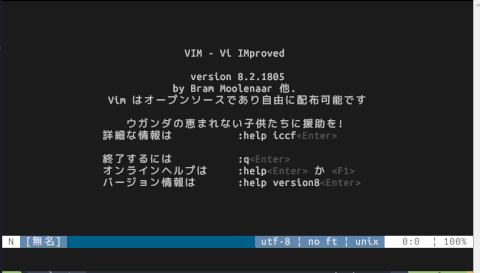 VIM - Vi IMproved
version 8.2.1805
by Bram Moolenaar 他.
Vim はオープンソースであり自由に配布可能です
ウガンダの恵まれない子供たちに援助を!
詳細な情報は :help iccf<Enter>
終了するには :q<Enter>
オンラインヘルプは :help<Enter> か <F1>
バージョン情報は :help version8<Enter>
N [無名] utf-8 ¦ no ft ¦ unix 0:0 ¦ 100%